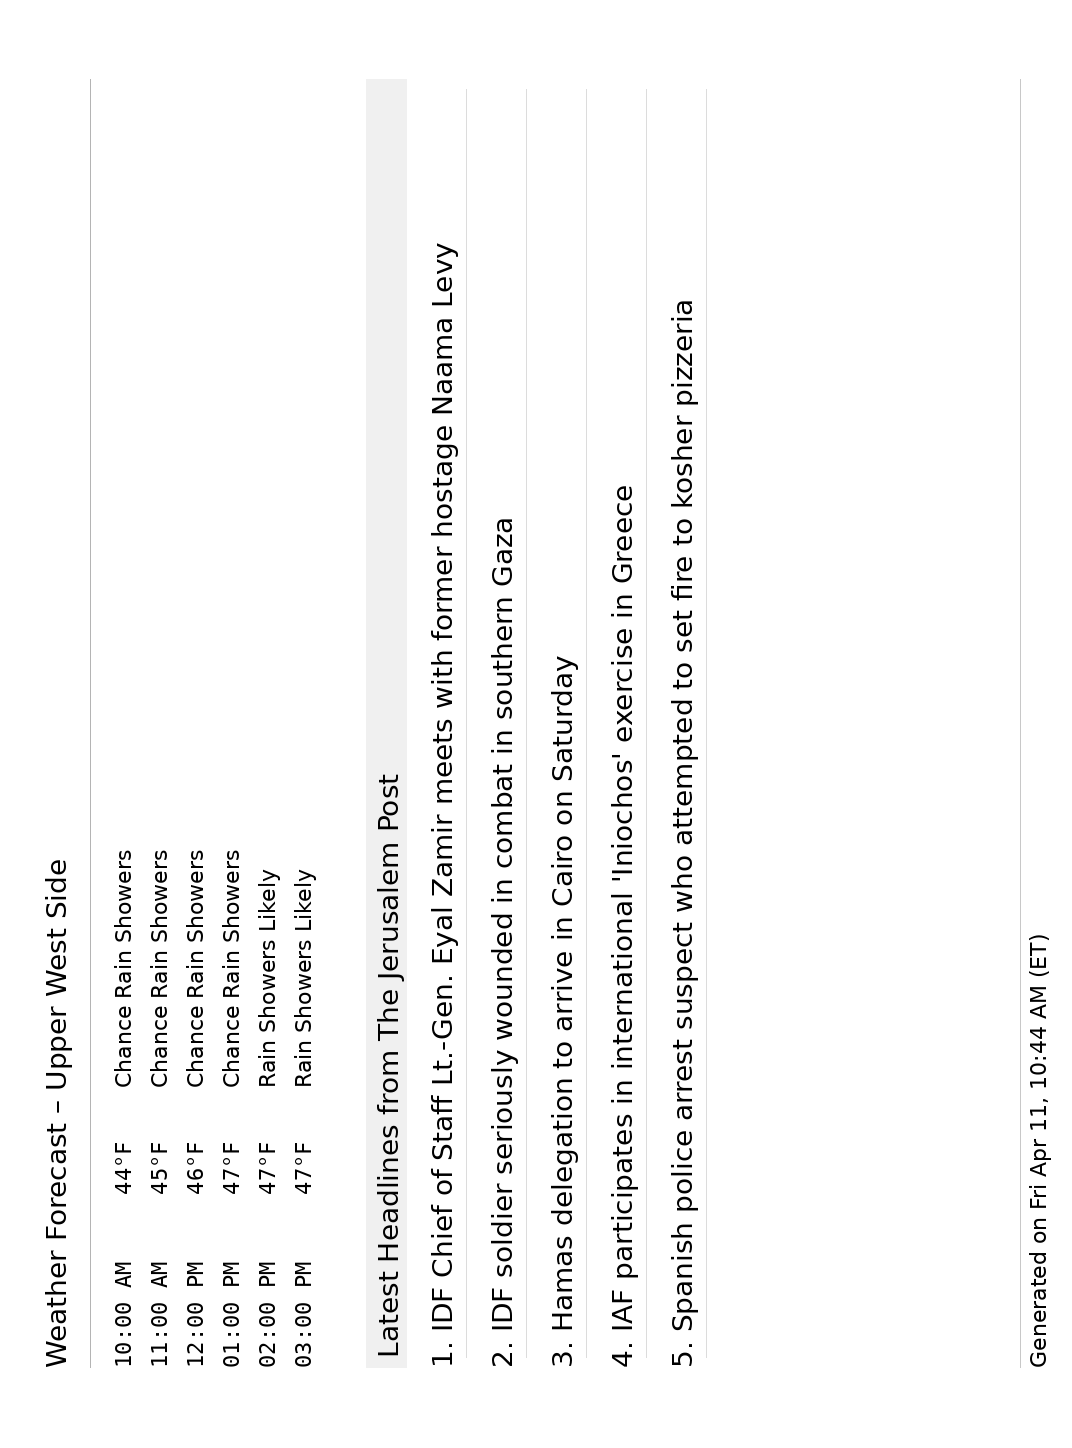 Weather Forecast – Upper West Side
10:00 AM 44°F Chance Rain Showers
11:00 AM 45°F Chance Rain Showers
12:00 PM 46°F Chance Rain Showers
01:00 PM 47°F Chance Rain Showers
02:00 PM 47°F Rain Showers Likely
03:00 PM 47°F Rain Showers Likely
Latest Headlines from The Jerusalem Post
1. IDF Chief of Staff Lt.-Gen. Eyal Zamir meets with former hostage Naama Levy
2. IDF soldier seriously wounded in combat in southern Gaza
3. Hamas delegation to arrive in Cairo on Saturday
4. IAF participates in international 'Iniochos' exercise in Greece
5. Spanish police arrest suspect who attempted to set fire to kosher pizzeria
Generated on Fri Apr 11, 10:44 AM (ET)